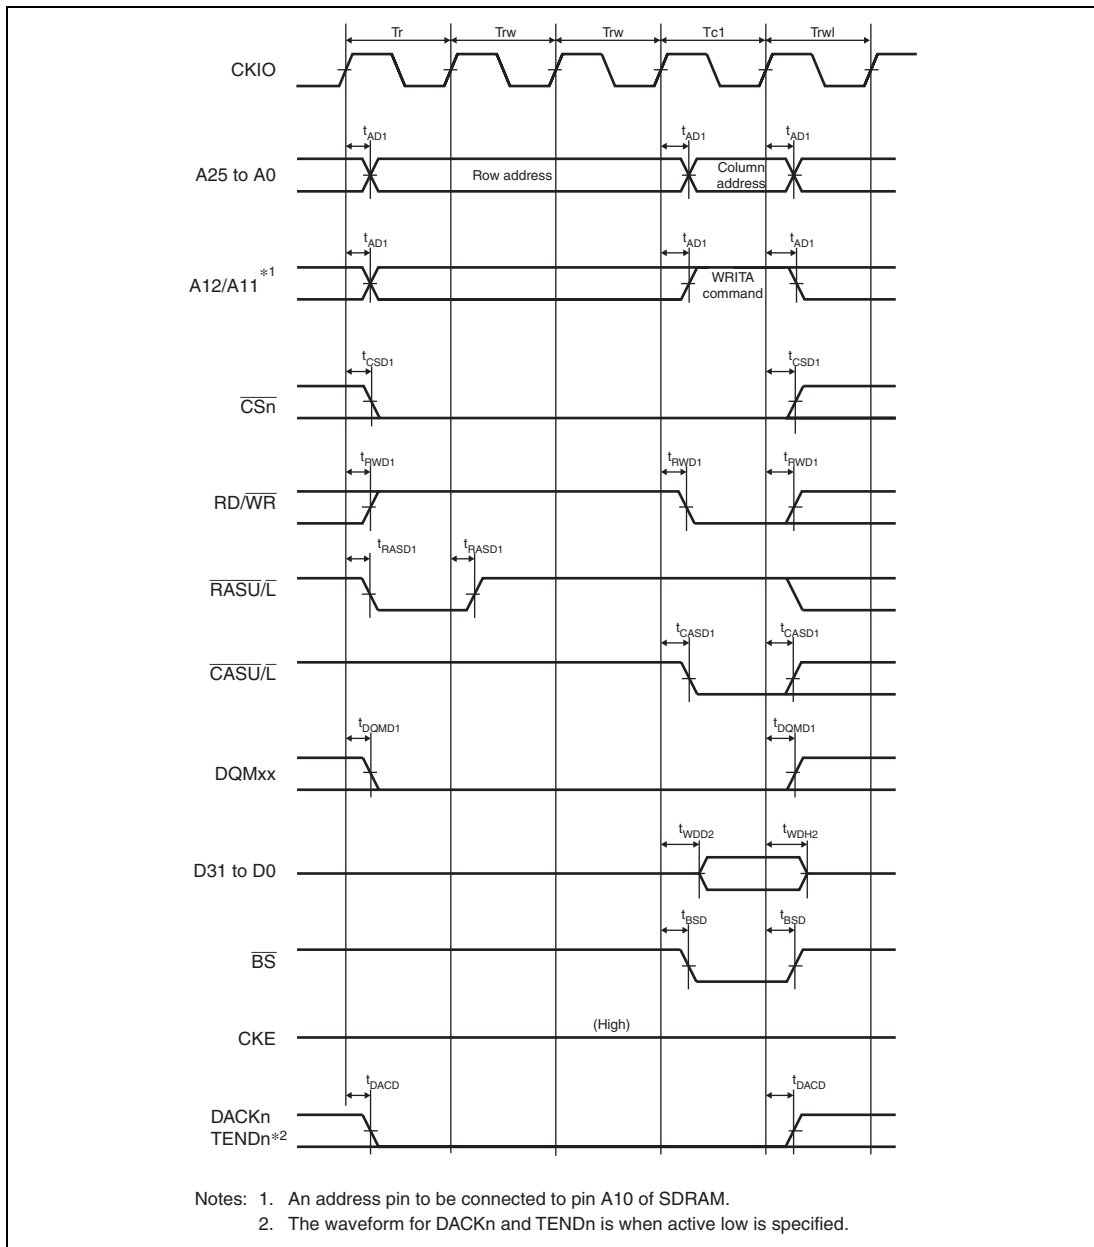 Tr Trw Trw Tc1 Trwl
CKIO
tAD1 tAD1 tAD1
A25 to A0
Row address
Column address
tAD1 tAD1 tAD1
A12/A11*1
WRITA command
tCSD1 tCSD1
CSn
tRWD1 tRWD1 tRWD1
RD/WR
tRASD1 tRASD1
RASU/L
tCASD1 tCASD1
CASU/L
tDQMD1 tDQMD1
DQMxx
tWDD2 tWDH2
D31 to D0
tBSD tBSD
BS
(High)
CKE
tDACD tDACD
DACKn
TENDn*2
Notes: 1. An address pin to be connected to pin A10 of SDRAM.
2. The waveform for DACKn and TENDn is when active low is specified.